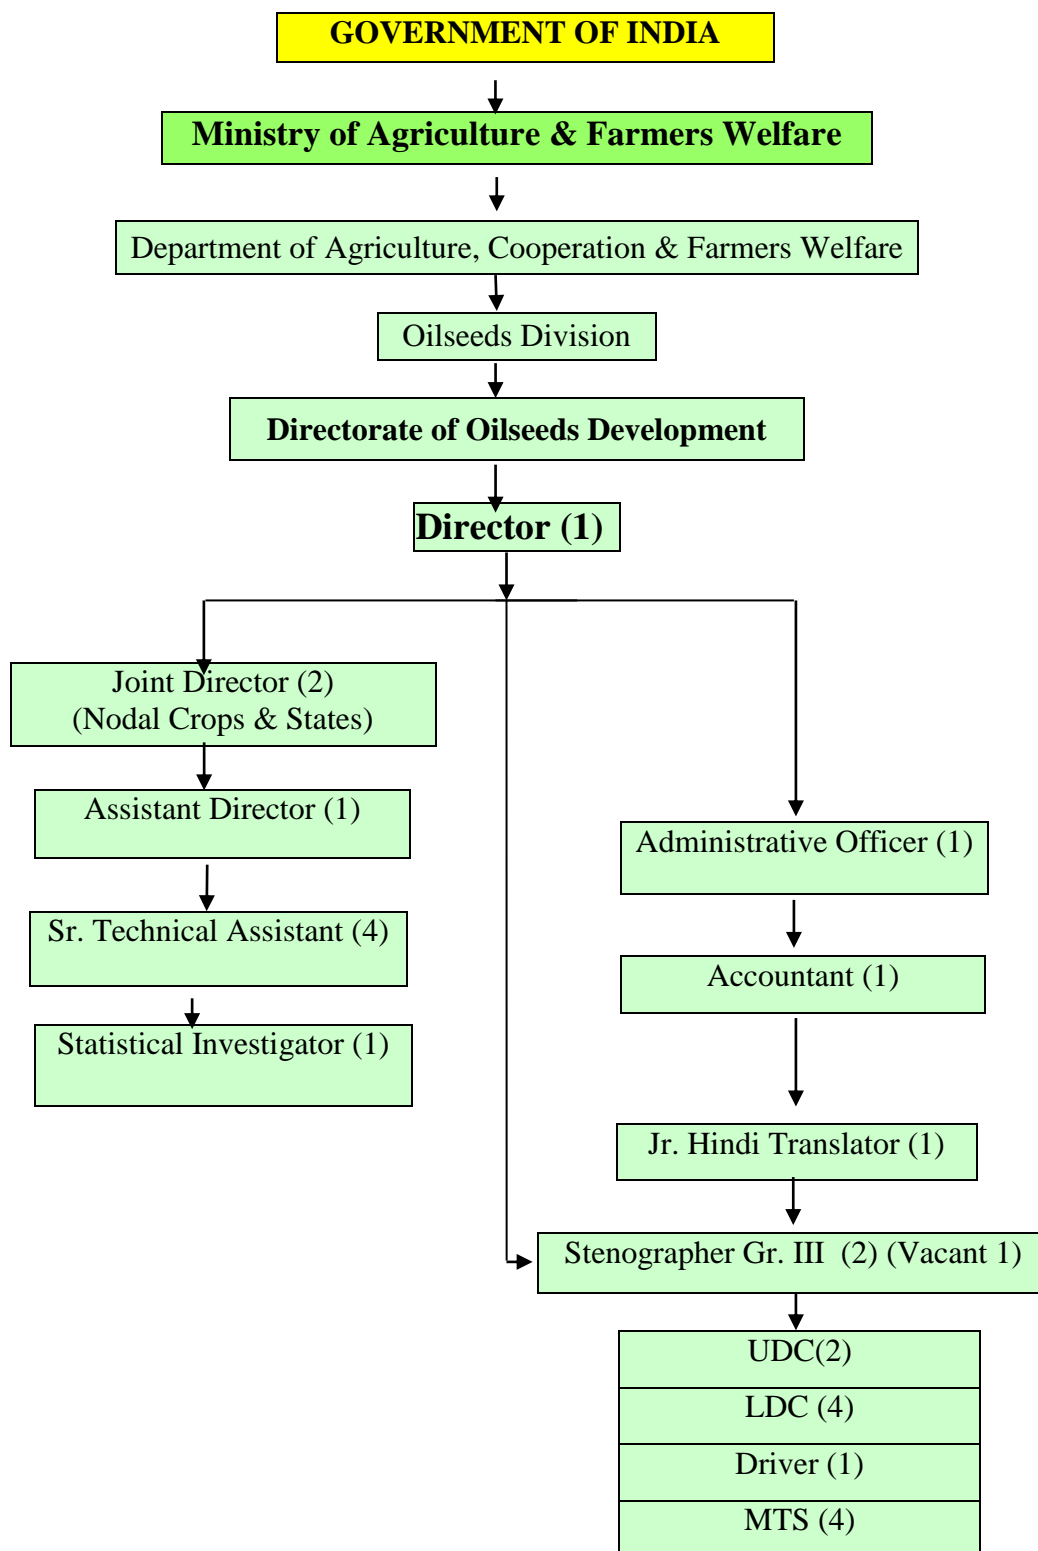 GOVERNMENT OF INDIA
Ministry of Agriculture & Farmers Welfare
Department of Agriculture, Cooperation & Farmers Welfare
Oilseeds Division
Directorate of Oilseeds Development
Director (1)
Joint Director (2)
(Nodal Crops & States)
Assistant Director (1)
Sr. Technical Assistant (4)
Statistical Investigator (1)
Administrative Officer (1)
Accountant (1)
Jr. Hindi Translator (1)
Stenographer Gr. III (2) (Vacant 1)
UDC(2)
LDC (4)
Driver (1)
MTS (4)